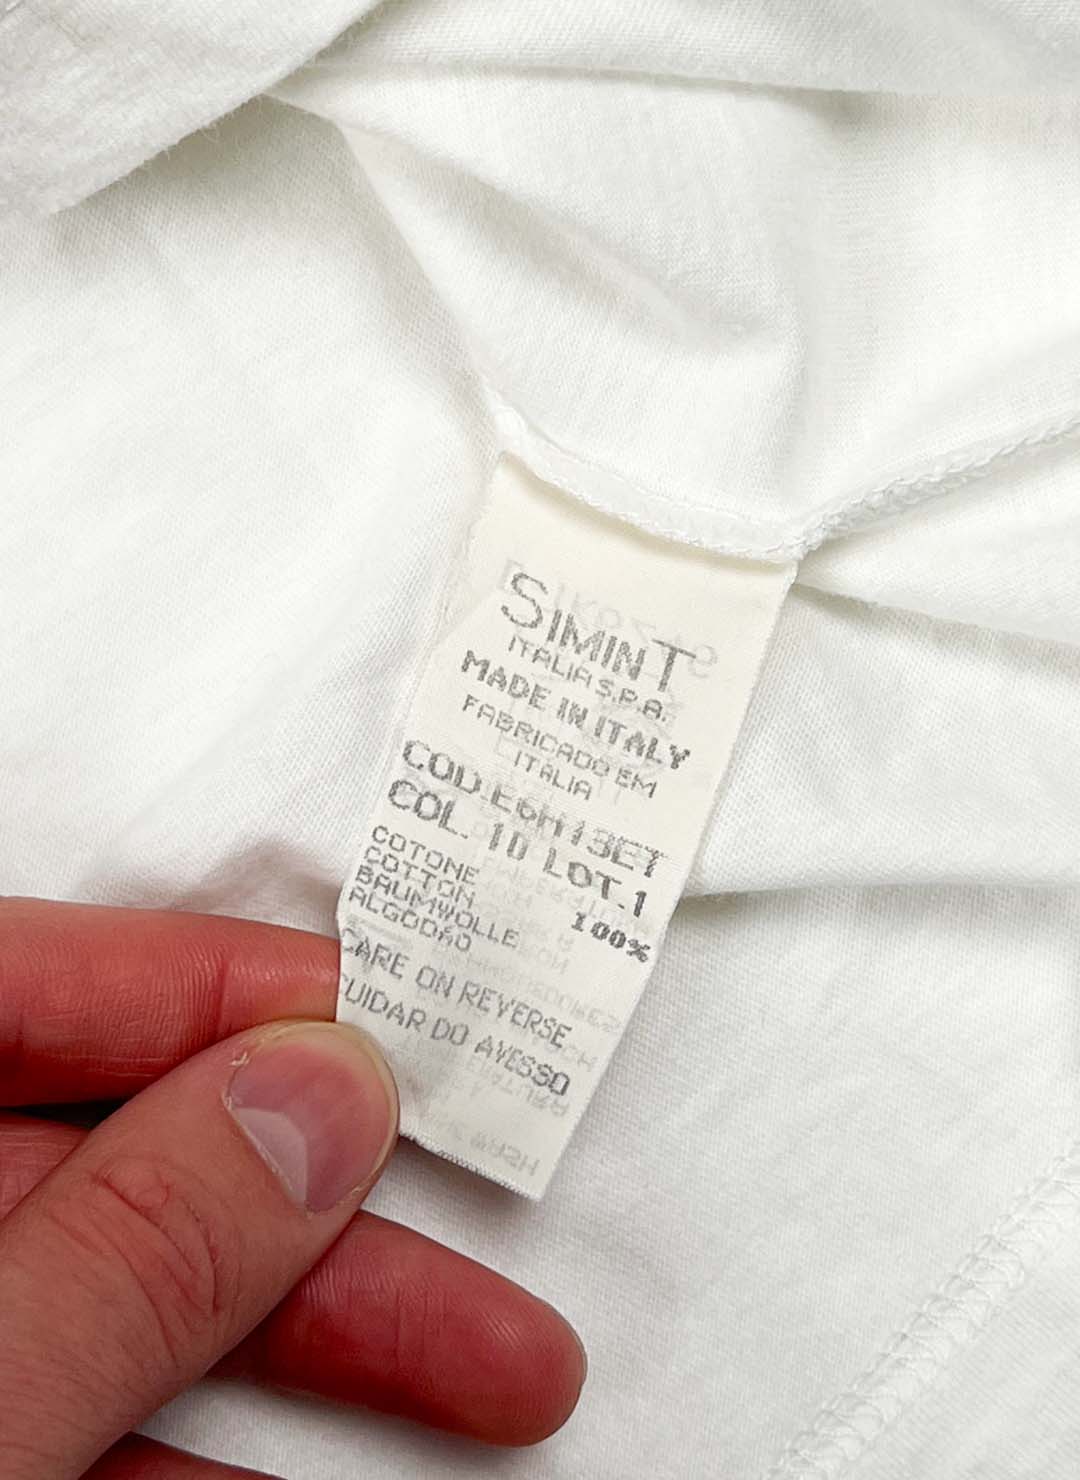 SIMINT
ITALIA S.P.A.
MADE IN ITALY
FABRICADO EM
ITALIA
COD.E6H13ET
COL. 10 LOT.1
COTONE
COTTON
BAUMWOLLE
ALGODÃO
100%
CARE ON REVERSE
CUIDAR DO AVESSO